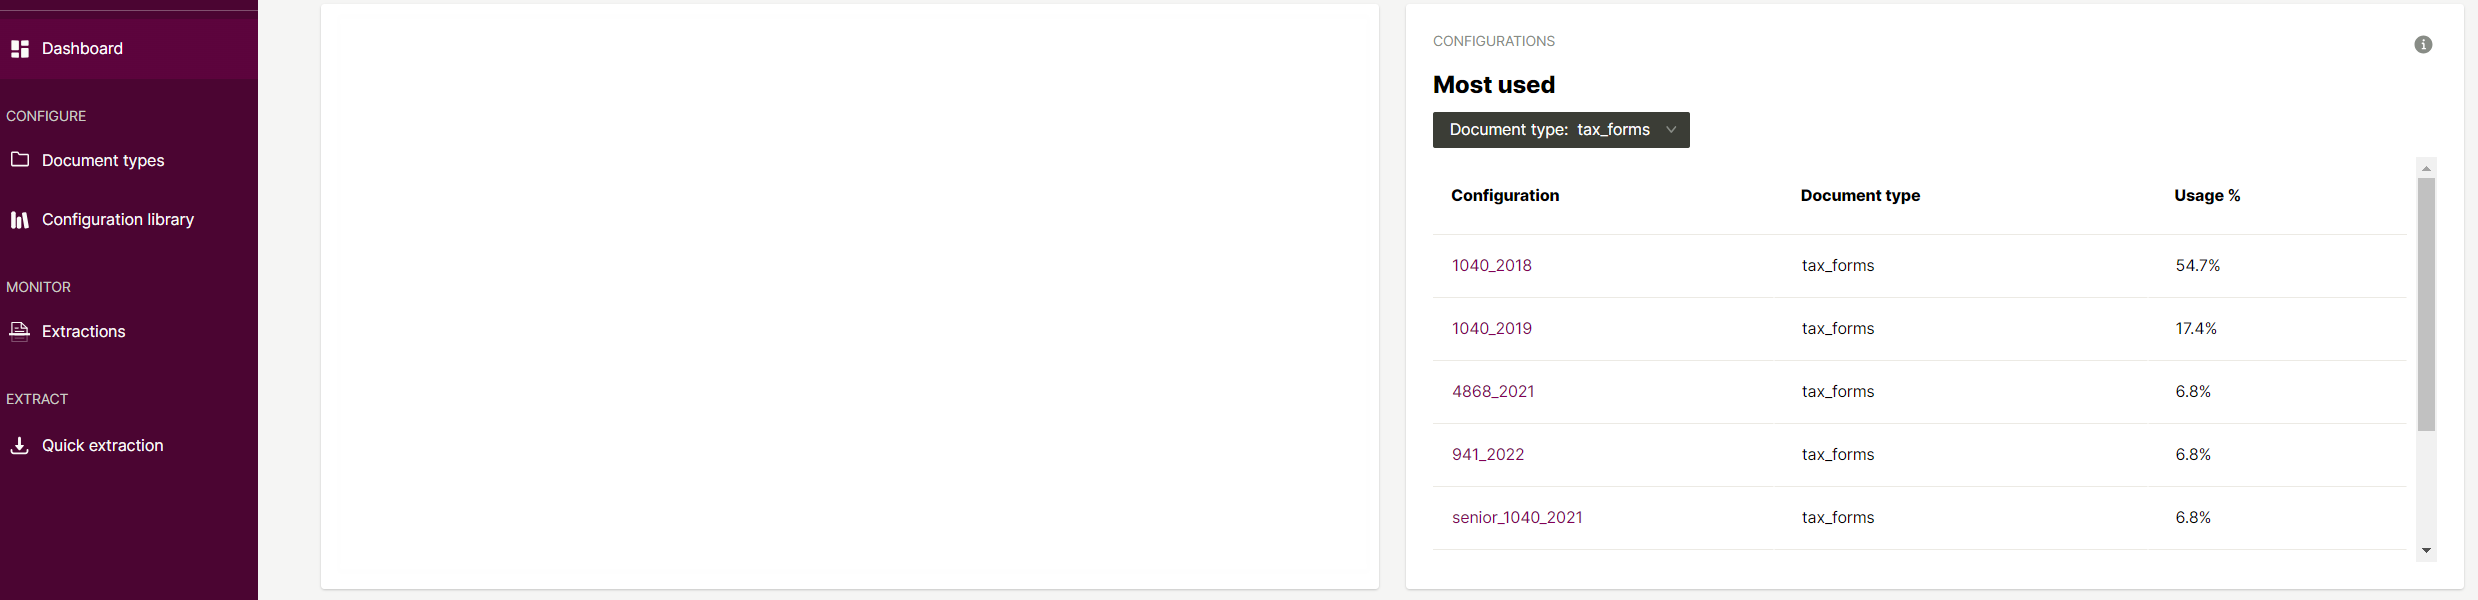 Dashboard
CONFIGURE
Document types
Configuration library
MONITOR
Extractions
EXTRACT
Quick extraction
CONFIGURATIONS
Most used
Document type: tax_forms
Configuration Document type Usage %
1040_2018 tax_forms 54.7%
1040_2019 tax_forms 17.4%
4868_2021 tax_forms 6.8%
941_2022 tax_forms 6.8%
senior_1040_2021 tax_forms 6.8%